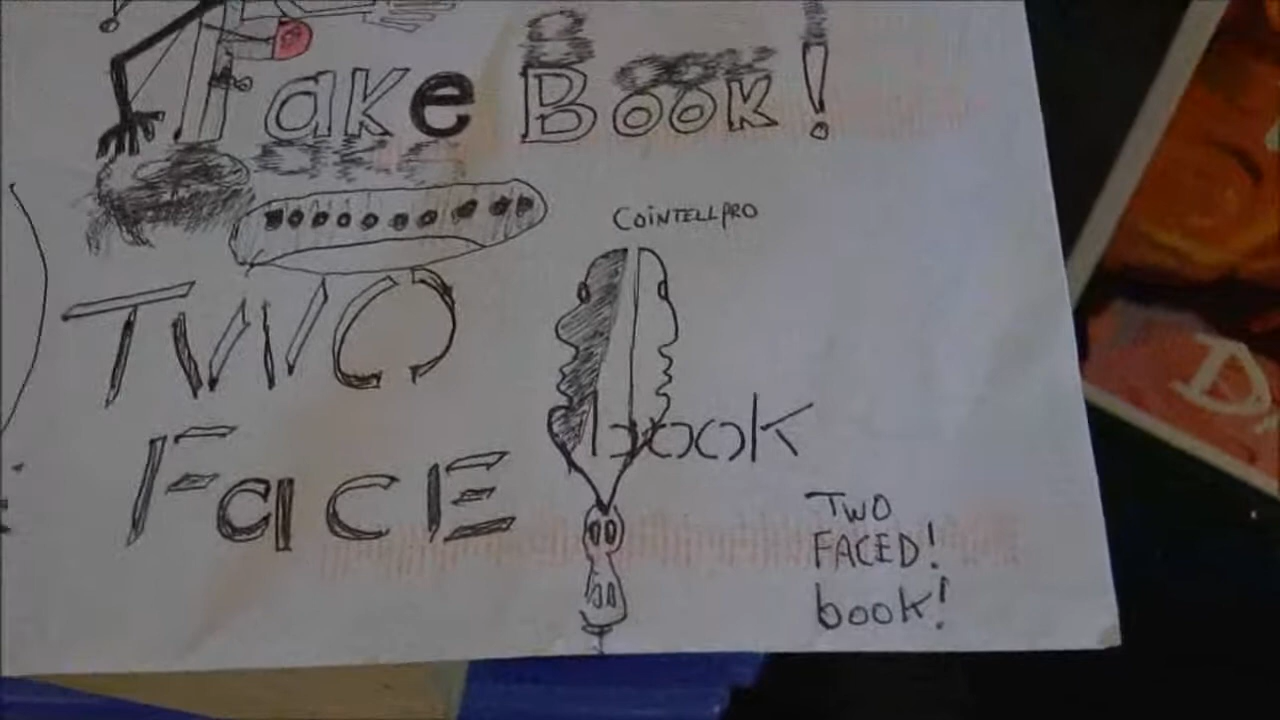 Fake Book!
COINTELLPRO
TWO
FacE
book
TWO
FACED!
book!